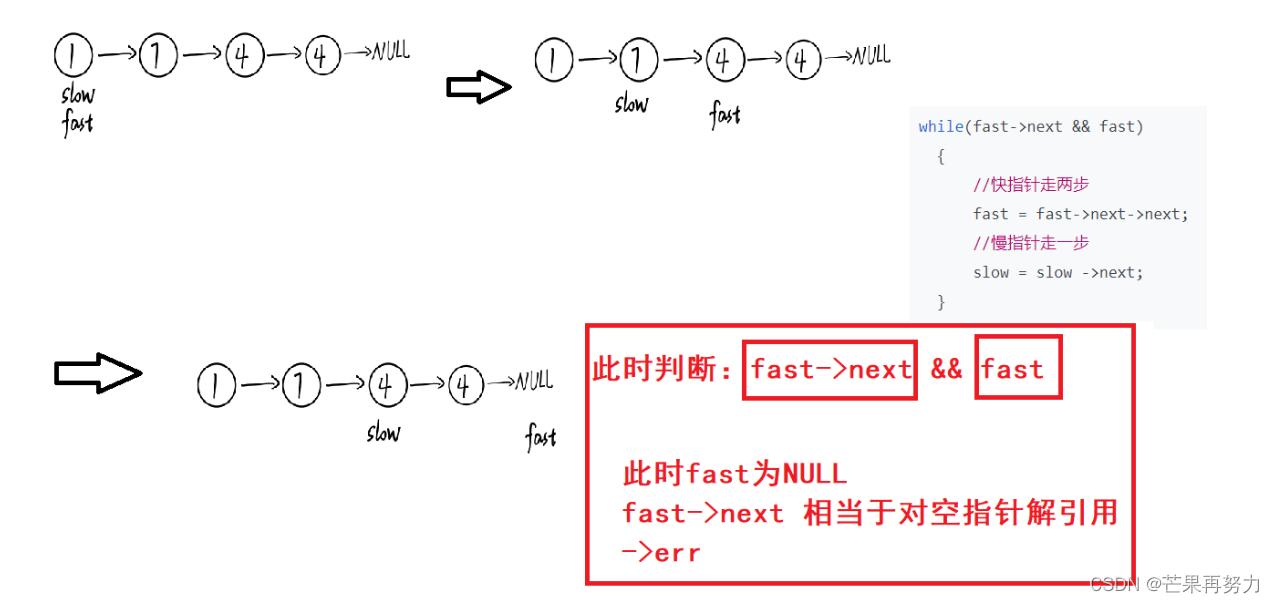 1 → 7 → 4 → 4 → NULL
slow
fast
1 → 7 → 4 → 4 → NULL
slow
fast
while(fast->next && fast)
{
//快指针走两步
fast = fast->next->next;
//慢指针走一步
slow = slow ->next;
}
1 → 7 → 4 → 4 → NULL
slow
fast
此时判断：fast->next && fast
此时fast为NULL
fast->next 相当于对空指针解引用
->err
CSDN @芒果再努力